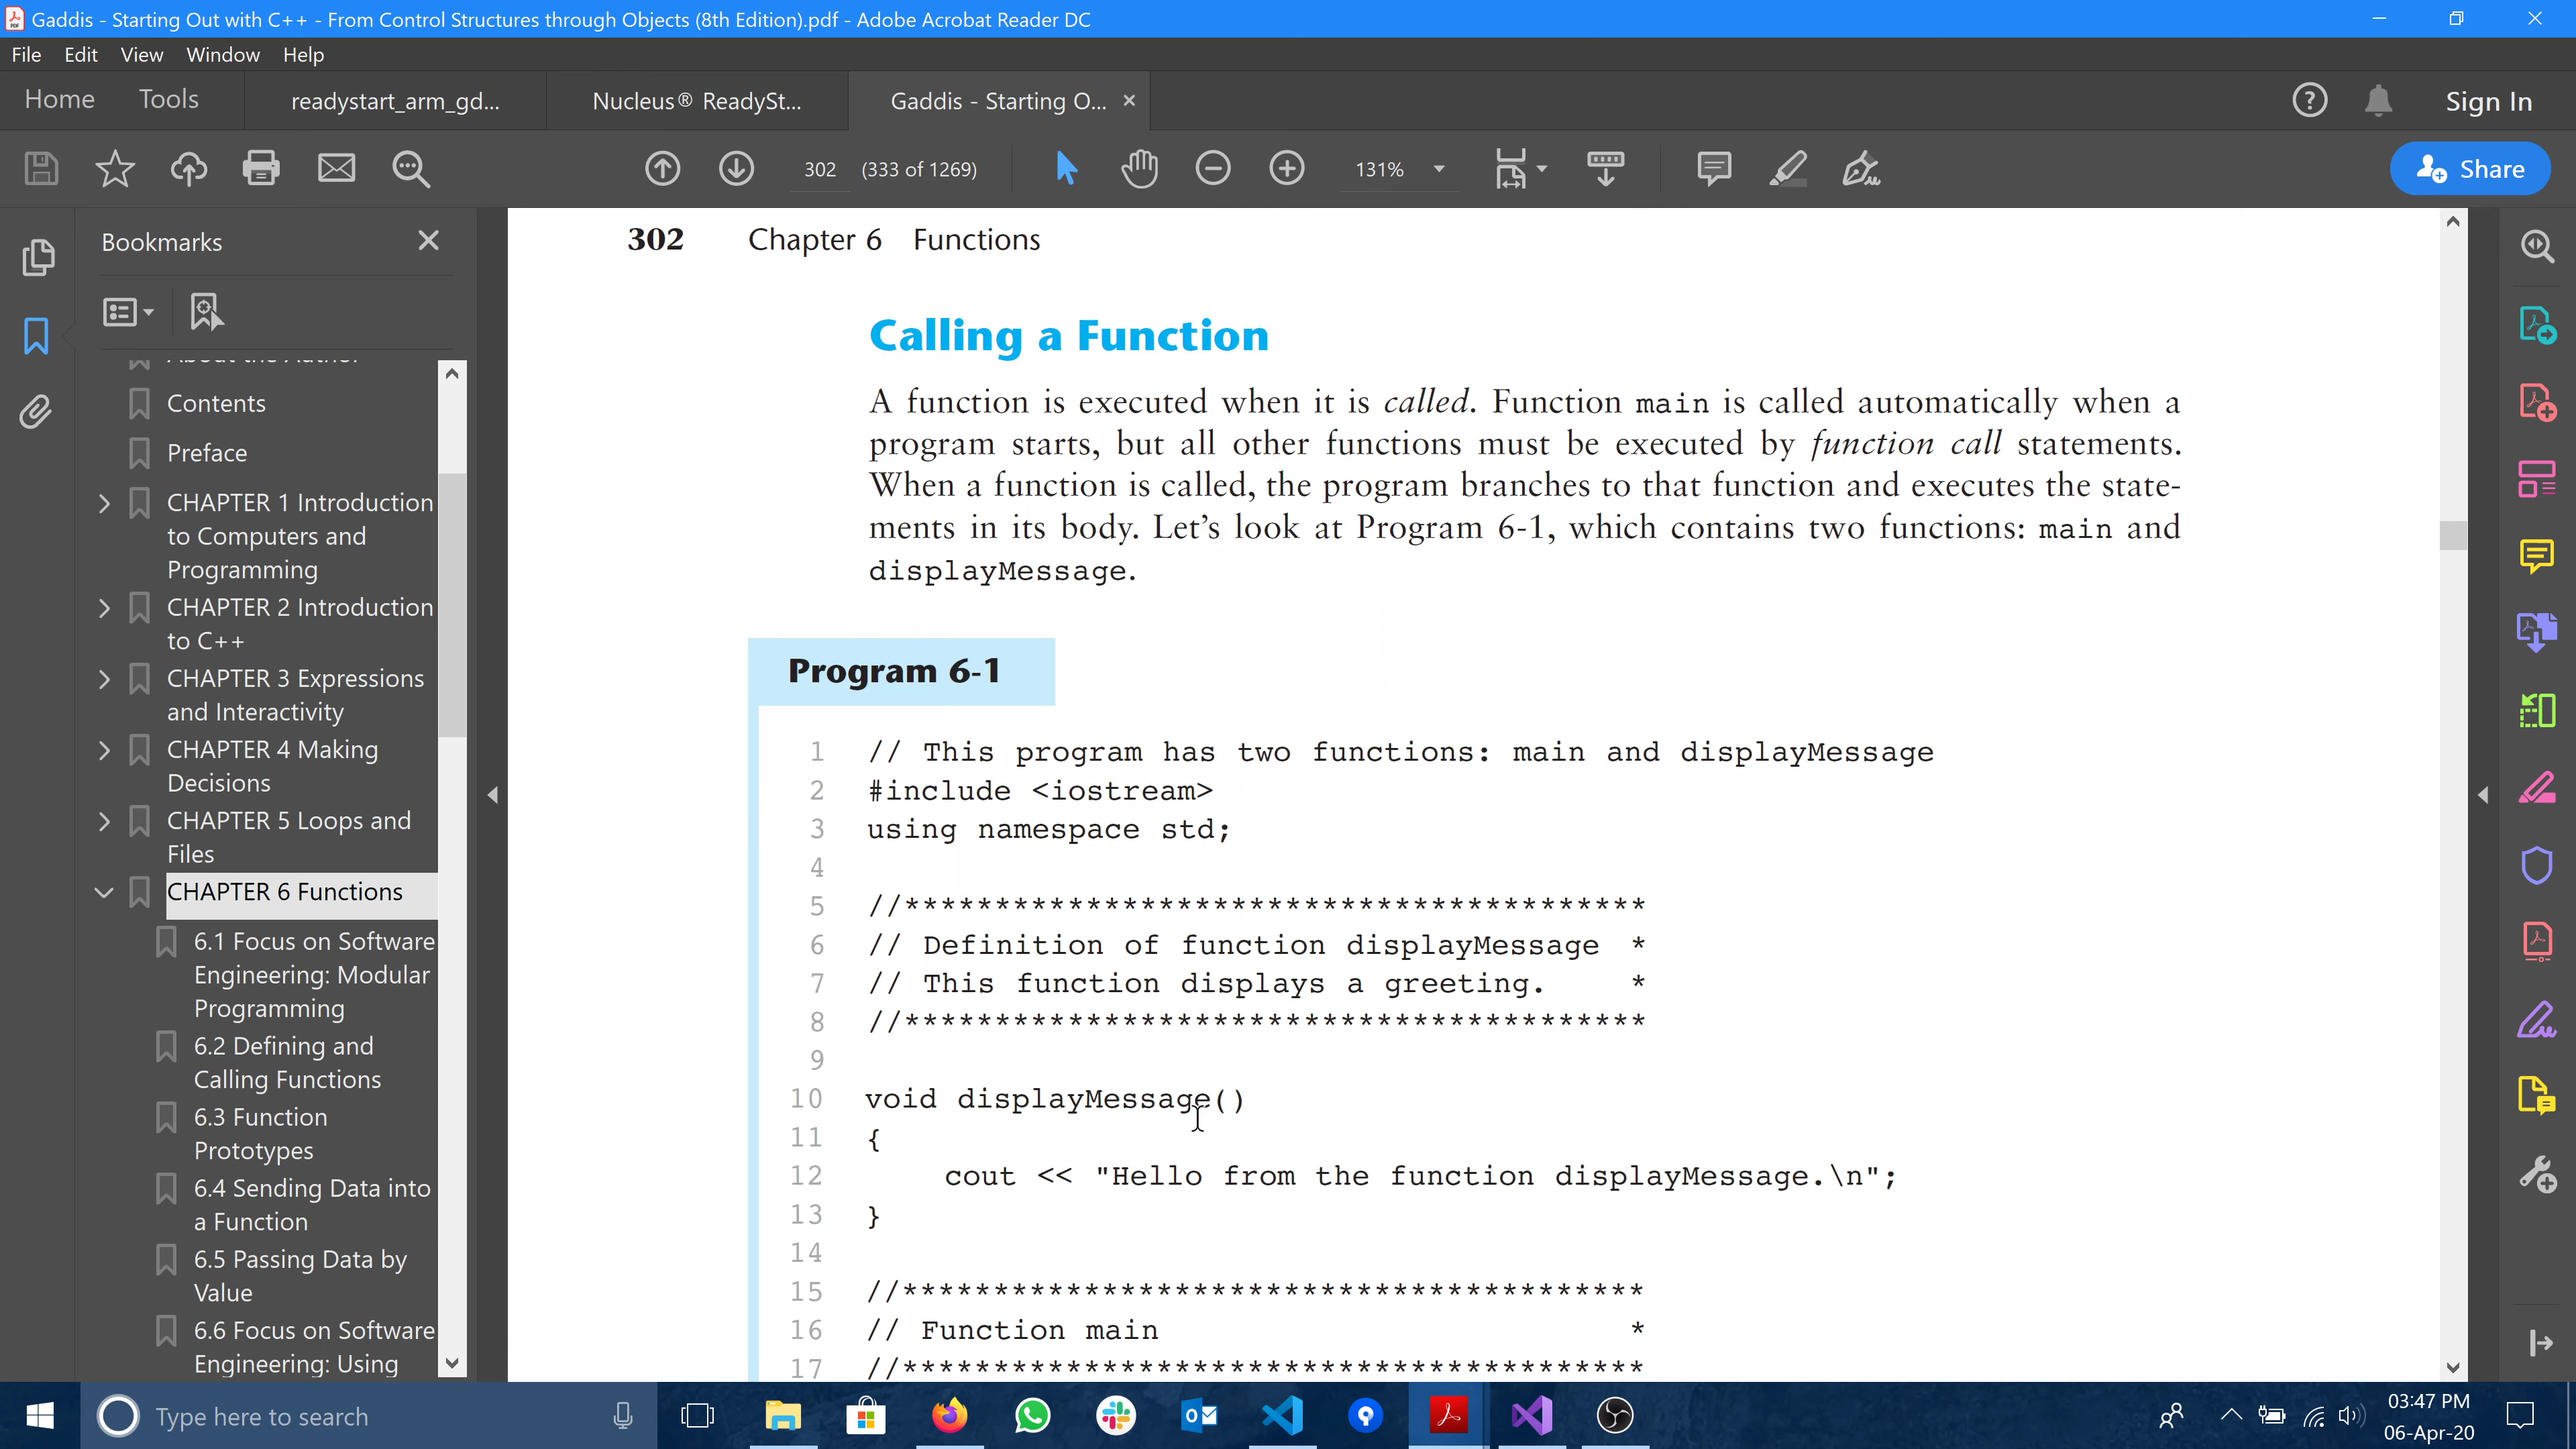 Gaddis - Starting Out with C++ - From Control Structures through Objects (8th Edition).pdf - Adobe Acrobat Reader DC
File Edit View Window Help
Home Tools readystart_arm_gd... Nucleus® ReadySt... Gaddis - Starting O... Sign In
302 (333 of 1269) 131% Share
Bookmarks
Contents
Preface
CHAPTER 1 Introduction
to Computers and
Programming
CHAPTER 2 Introduction
to C++
CHAPTER 3 Expressions
and Interactivity
CHAPTER 4 Making
Decisions
CHAPTER 5 Loops and
Files
CHAPTER 6 Functions
6.1 Focus on Software
Engineering: Modular
Programming
6.2 Defining and
Calling Functions
6.3 Function
Prototypes
6.4 Sending Data into
a Function
6.5 Passing Data by
Value
6.6 Focus on Software
Engineering: Using
302 Chapter 6 Functions
Calling a Function
A function is executed when it is called. Function main is called automatically when a
program starts, but all other functions must be executed by function call statements.
When a function is called, the program branches to that function and executes the state-
ments in its body. Let's look at Program 6-1, which contains two functions: main and
displayMessage.
Program 6-1
1 // This program has two functions: main and displayMessage
2 #include <iostream>
3 using namespace std;
4
5 //*****************************************
6 // Definition of function displayMessage *
7 // This function displays a greeting. *
8 //*****************************************
9
10 void displayMessage()
11 {
12 cout << "Hello from the function displayMessage.\n";
13 }
14
15 //*****************************************
16 // Function main *
17 //*****************************************
Type here to search
03:47 PM
06-Apr-20